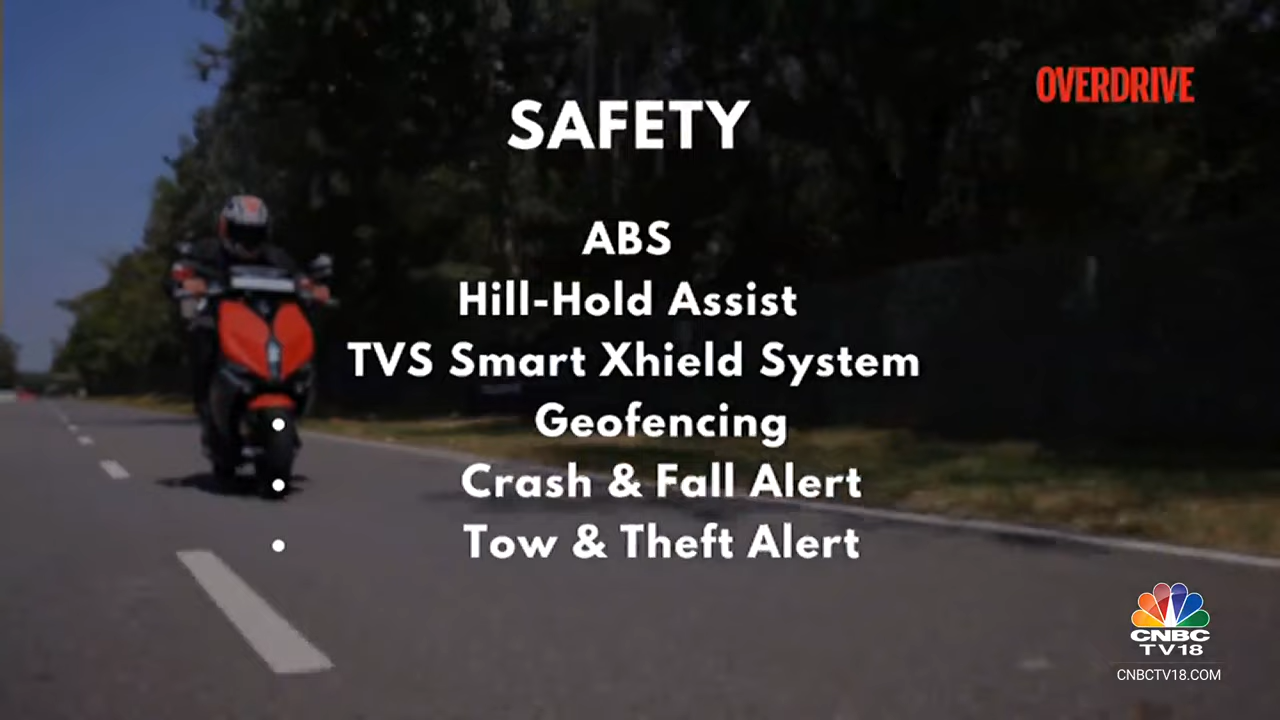 OVERDRIVE
SAFETY
ABS
Hill-Hold Assist
TVS Smart Xhield System
• Geofencing
• Crash & Fall Alert
• Tow & Theft Alert
CNBC
TV18
CNBCTV18.COM